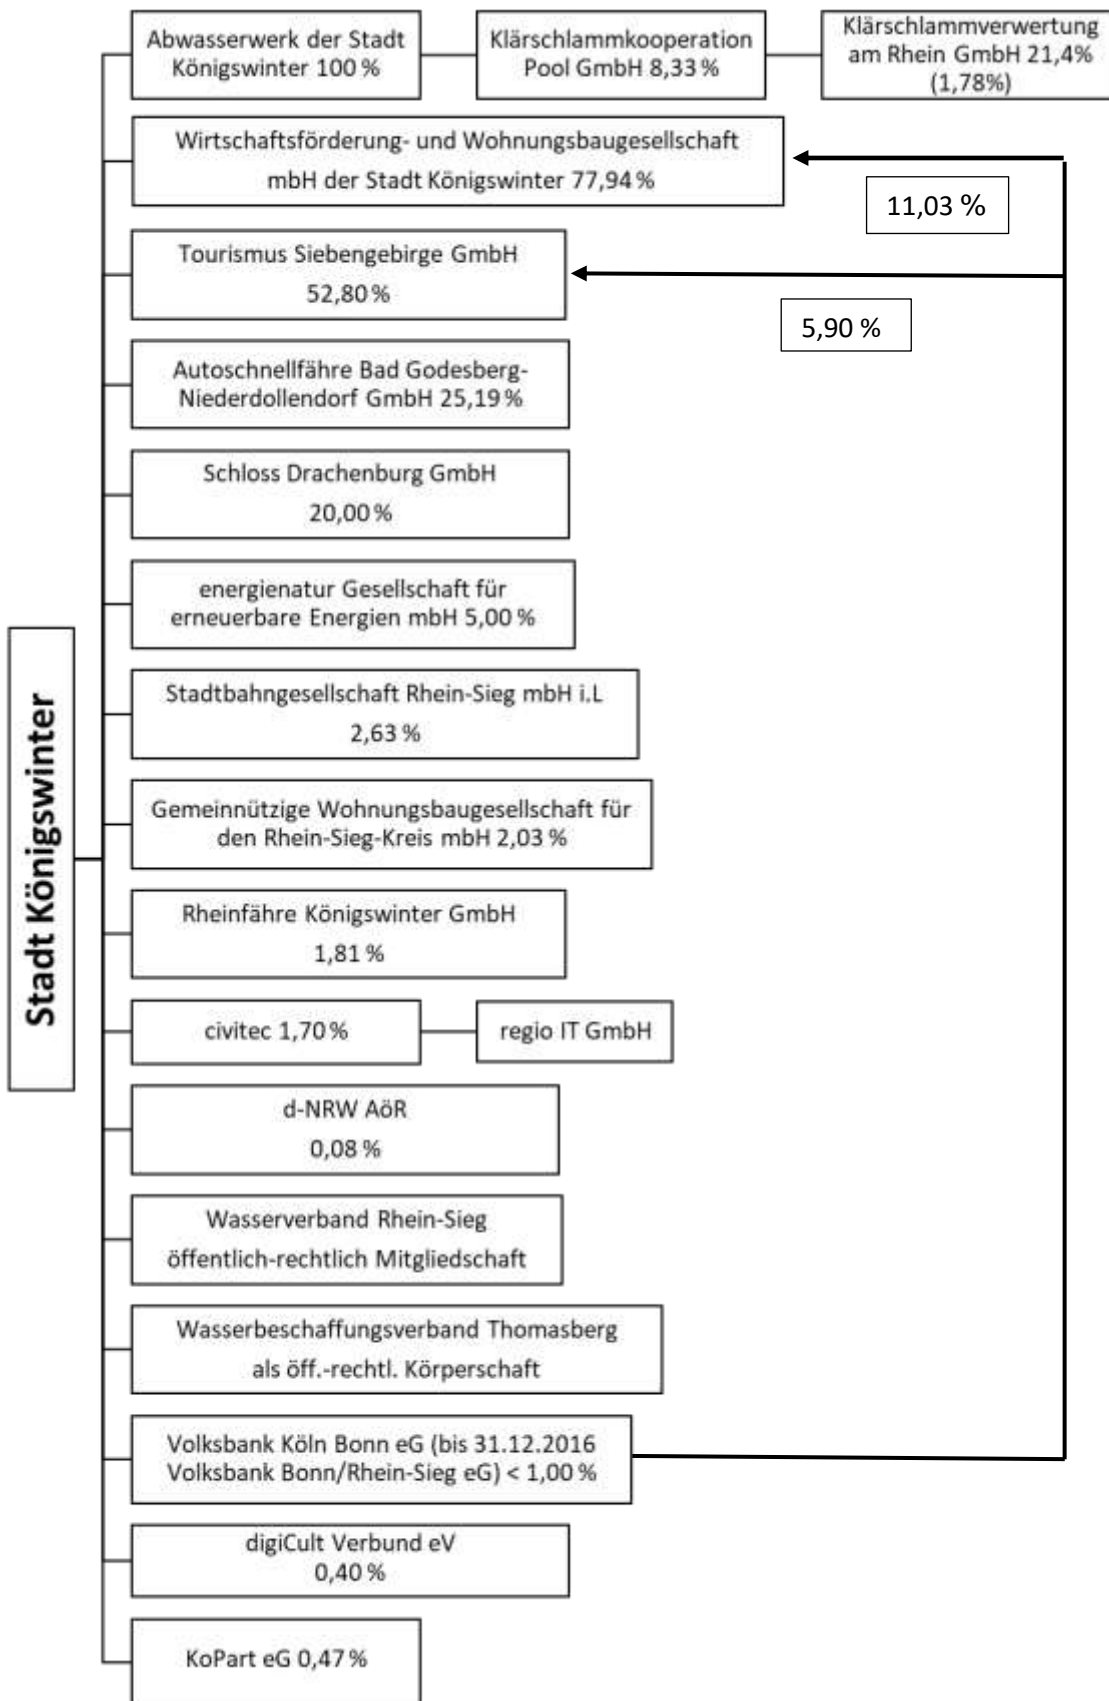 Abwasserwerk der Stadt
Königswinter 100 %
Klärschlammkooperation
Pool GmbH 8,33 %
Klärschlammverwertung
am Rhein GmbH 21,4%
(1,78%)
Wirtschaftsförderung- und Wohnungsbaugesellschaft
mbH der Stadt Königswinter 77,94 %
11,03 %
Tourismus Siebengebirge GmbH
52,80 %
5,90 %
Autoschnellfähre Bad Godesberg-
Niederdollendorf GmbH 25,19 %
Schloss Drachenburg GmbH
20,00 %
energienatur Gesellschaft für
erneuerbare Energien mbH 5,00 %
Stadtbahngesellschaft Rhein-Sieg mbH i.L
2,63 %
Gemeinnützige Wohnungsbaugesellschaft für
den Rhein-Sieg-Kreis mbH 2,03 %
Stadt Königswinter
Rheinfähre Königswinter GmbH
1,81 %
civitec 1,70 %
regio IT GmbH
d-NRW AöR
0,08 %
Wasserverband Rhein-Sieg
öffentlich-rechtlich Mitgliedschaft
Wasserbeschaffungsverband Thomasberg
als öff.-rechtl. Körperschaft
Volksbank Köln Bonn eG (bis 31.12.2016
Volksbank Bonn/Rhein-Sieg eG) < 1,00 %
digiCult Verbund eV
0,40 %
KoPart eG 0,47 %